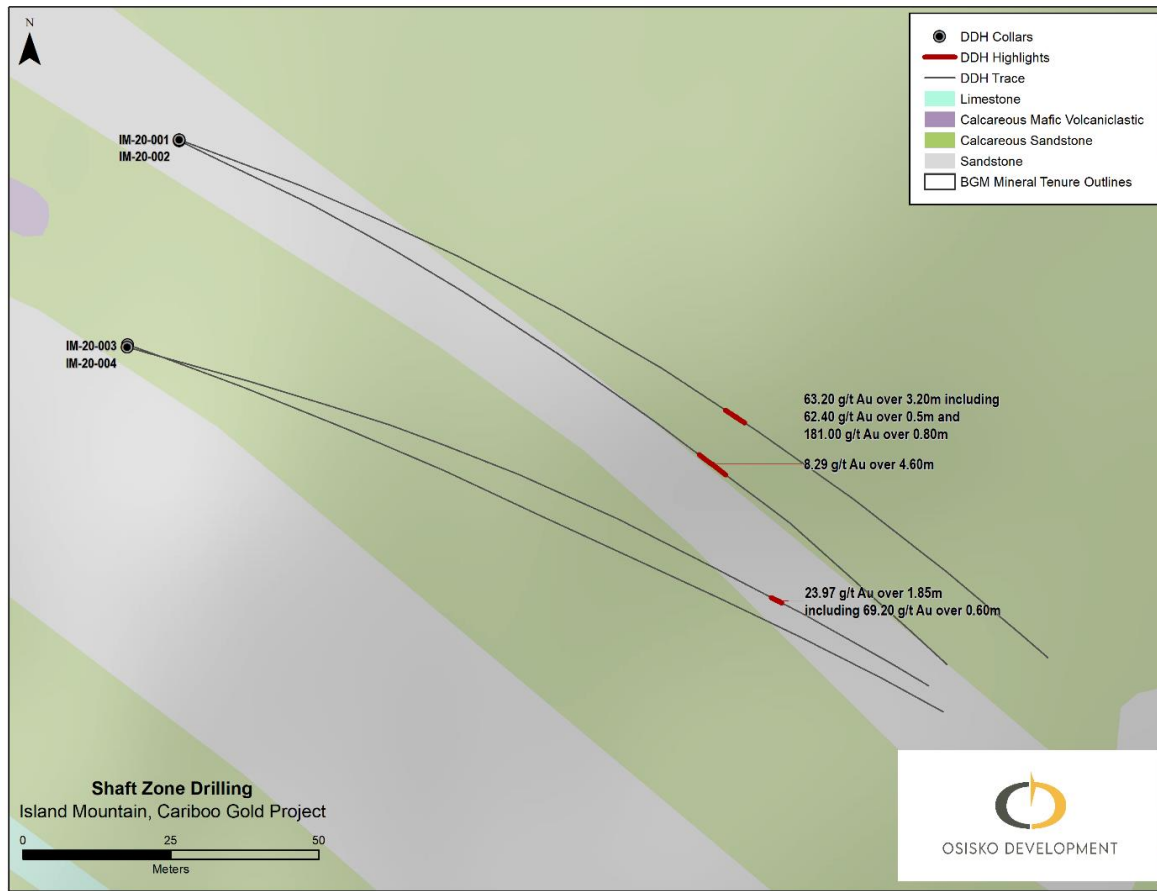 N
DDH Collars
DDH Highlights
DDH Trace
Limestone
Calcareous Mafic Volcaniclastic
Calcareous Sandstone
Sandstone
BGM Mineral Tenure Outlines
IM-20-001
IM-20-002
IM-20-003
IM-20-004
63.20 g/t Au over 3.20m including
62.40 g/t Au over 0.5m and
181.00 g/t Au over 0.80m
8.29 g/t Au over 4.60m
23.97 g/t Au over 1.85m
including 69.20 g/t Au over 0.60m
Shaft Zone Drilling
Island Mountain, Cariboo Gold Project
0 25 50
Meters
OSISKO DEVELOPMENT